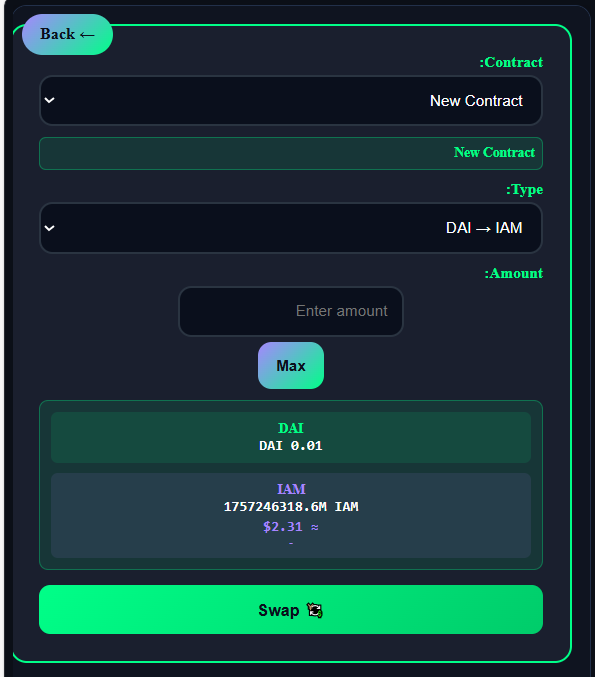 Back ←
Contract:
New Contract
New Contract
Type:
DAI → IAM
Amount:
Enter amount
Max
DAI
DAI 0.01
IAM
1757246318.6M IAM
$2.31 ≈
-
Swap 🔄